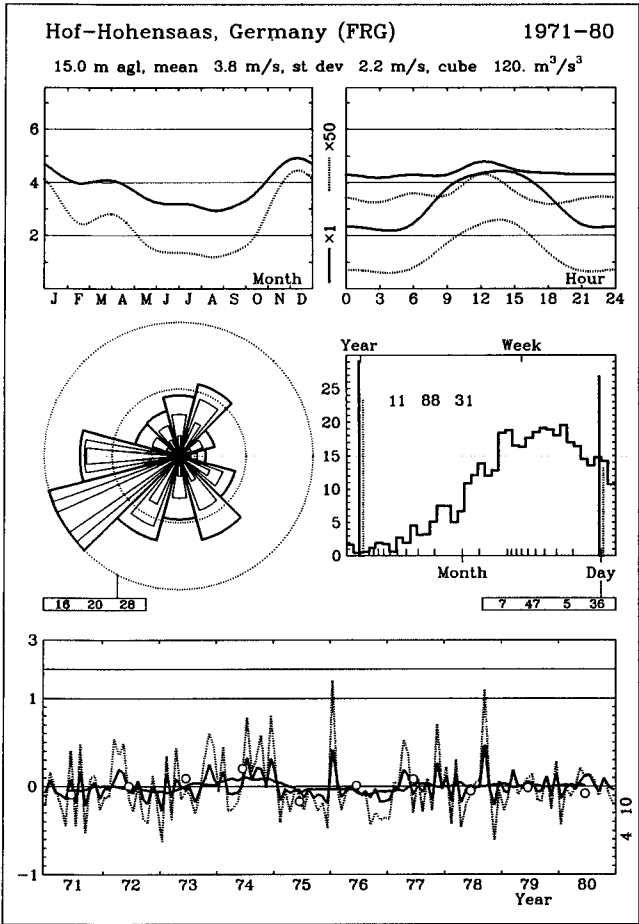 Hof-Hohensaas, Germany (FRG) 1971-80
15.0 m agl, mean 3.8 m/s, st dev 2.2 m/s, cube 120. m³/s³
6
4
2
Month
J F M A M J J A S O N D
×1 ×50
Hour
0 3 6 9 12 15 18 21 24
Year Week
25
20
15
10
5
0
11 88 31
Month Day
16 20 28
7 47 5 36
3
1
0
-1
71 72 73 74 75 76 77 78 79 80
Year
4 10